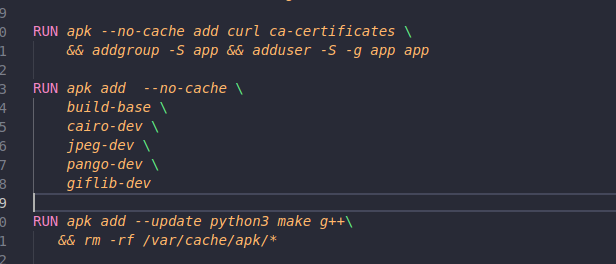 9
0 RUN apk --no-cache add curl ca-certificates \
1 && addgroup -S app && adduser -S -g app app
2
3 RUN apk add  --no-cache \
4 build-base \
5 cairo-dev \
6 jpeg-dev \
7 pango-dev \
8 giflib-dev
9
0 RUN apk add --update python3 make g++\
1 && rm -rf /var/cache/apk/*
2